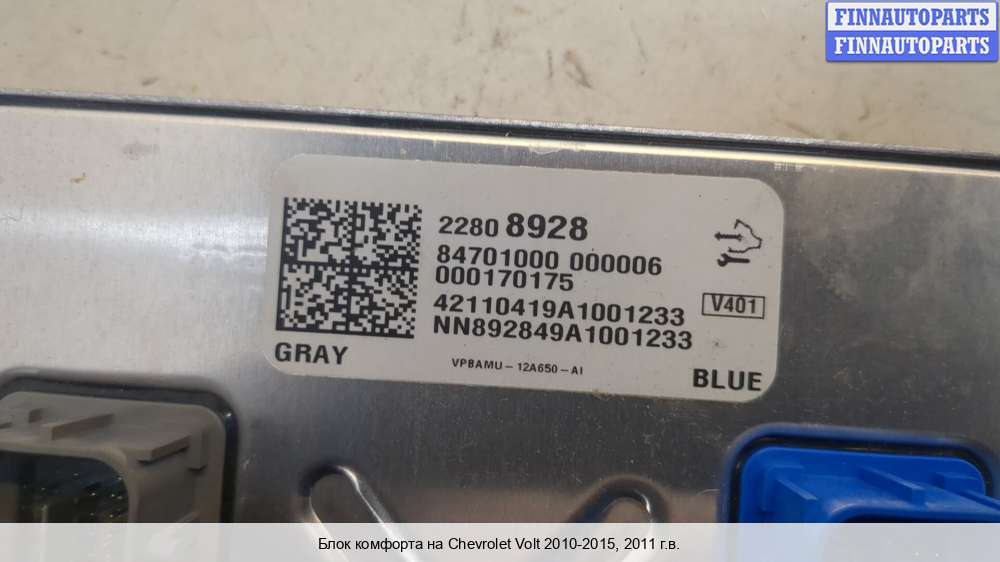 FINNAUTOPARTS
FINNAUTOPARTS
2280 8928
84701000 000006
000170175
42110419A1001233
V401
NN892849A1001233
GRAY
VPBAMU-12A650-AI
BLUE
Блок комфорта на Chevrolet Volt 2010-2015, 2011 г.в.